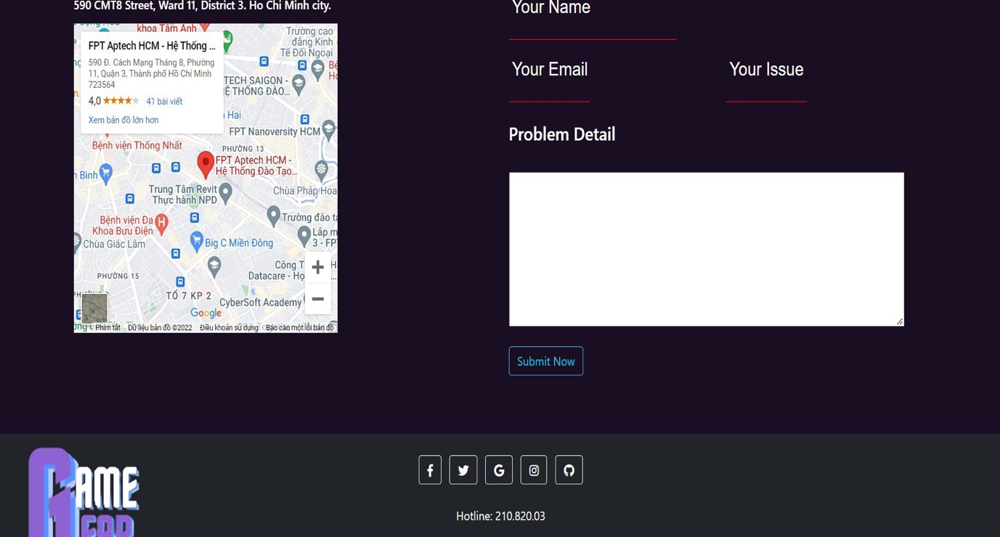 590 CMT8 Street, Ward 11, District 3. Ho Chi Minh city.
khoa Tâm Anh
Trường cao
đẳng Kinh
Tế Đối Ngoại
FPT Aptech HCM - Hệ Thống ...
590 Đ. Cách Mạng Tháng 8, Phường
11, Quận 3, Thành phố Hồ Chí Minh
723564
4,0 41 bài viết
Xem bản đồ lớn hơn
TECH SAIGON -
HỆ THỐNG ĐÀO...
Hai
FPT Nanoversity HCM
Bệnh viện Thống Nhất
PHƯỜNG 13
FPT Aptech HCM -
Hệ Thống Đào Tạo...
Bình
Trung Tâm Revit
Thực hành NPD
Chùa Pháp Hoa
Trường đào tạ
Bệnh viện Đa
Khoa Bưu Điện
Chùa Giác Lâm
Big C Miền Đông
Lắp m
3 - FPT
Công T
Datacare - Họ
PHƯỜNG 15
TỔ 7 KP 2
CyberSoft Academy
Google
Phím tắt Dữ liệu bản đồ ©2022 Điều khoản sử dụng Báo cáo một lỗi bản đồ
Your Name
Your Email
Your Issue
Problem Detail
Submit Now
GAME
Hotline: 210.820.03